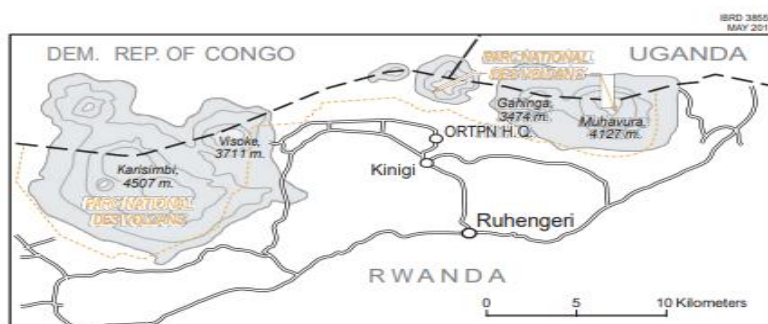 IBRD 3855
MAY 201
DEM. REP. OF CONGO
UGANDA
PARC NATIONAL
DES VOLCANS
Gahinga,
3474 m.
Muhavura,
4127 m.
Visoke,
3711 m.
ORTPN H.Q.
Karisimbi,
4507 m.
Kinigi
PARC NATIONAL
DES VOLCANS
Ruhengeri
RWANDA
0 5 10 Kilometers